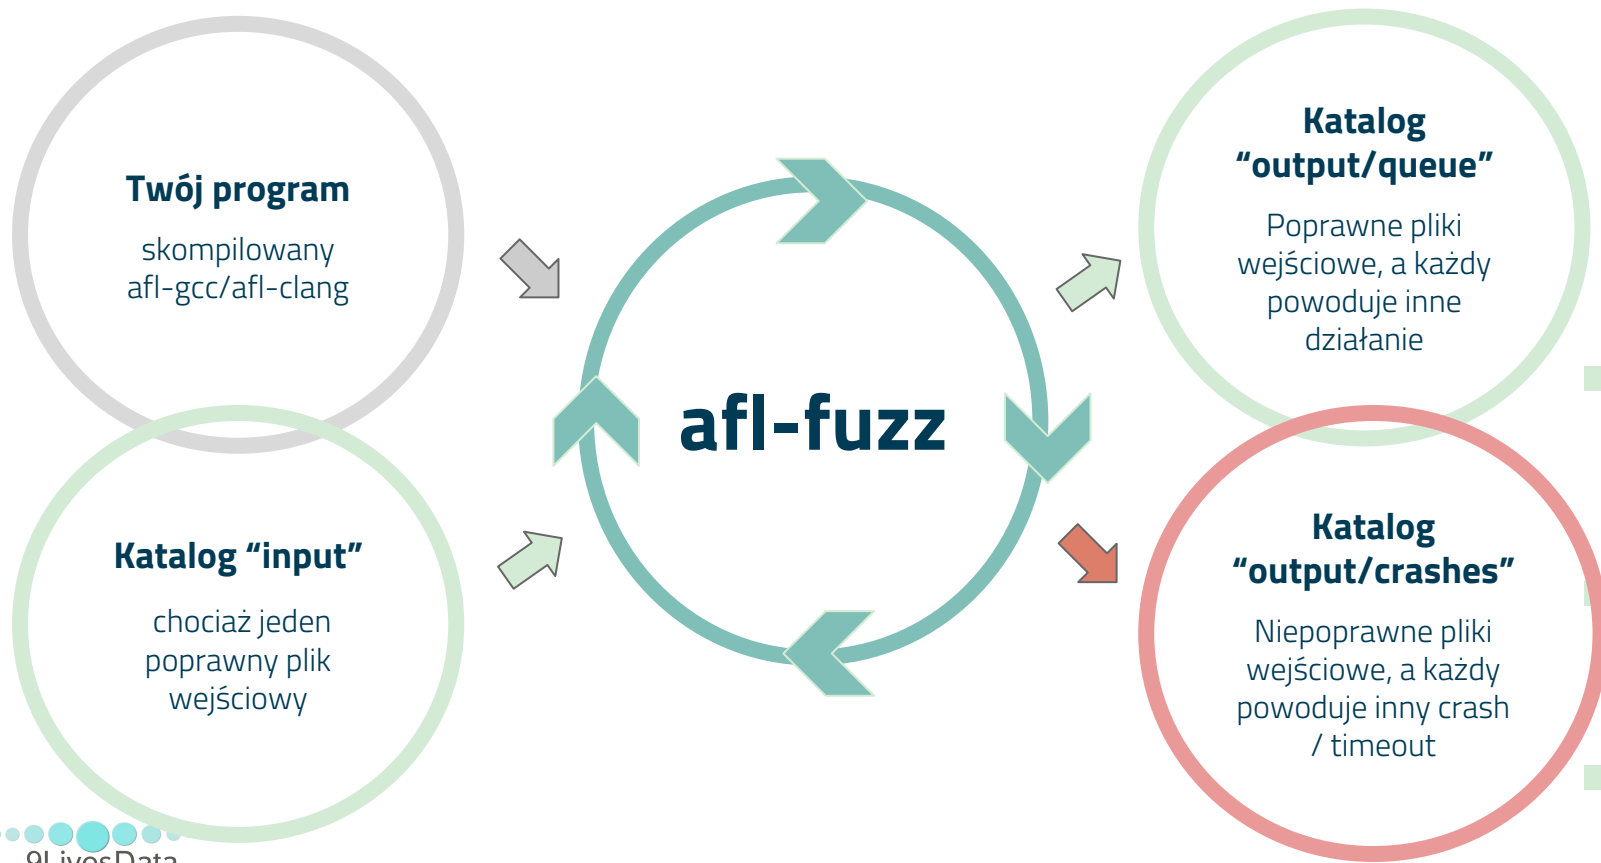 Twój program
skompilowany
afl-gcc/afl-clang
Katalog “input”
chociaż jeden
poprawny plik
wejściowy
afl-fuzz
Katalog
“output/queue”
Poprawne pliki
wejściowe, a każdy
powoduje inne
działanie
Katalog
“output/crashes”
Niepoprawne pliki
wejściowe, a każdy
powoduje inny crash
/ timeout
9LivesData